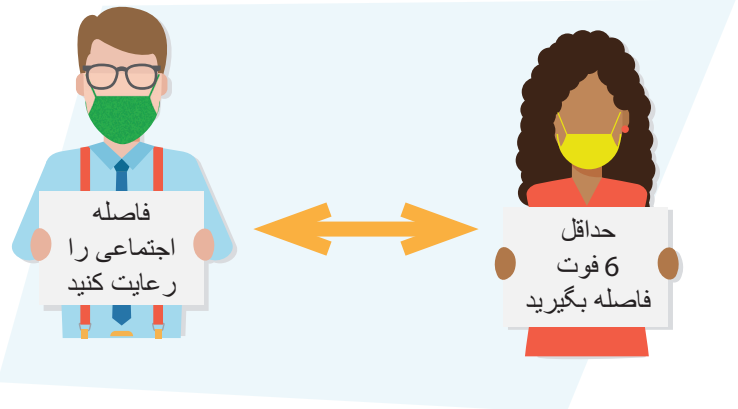 فاصله
اجتماعی را
رعایت کنید
حداقل
6 فوت
فاصله بگیرید